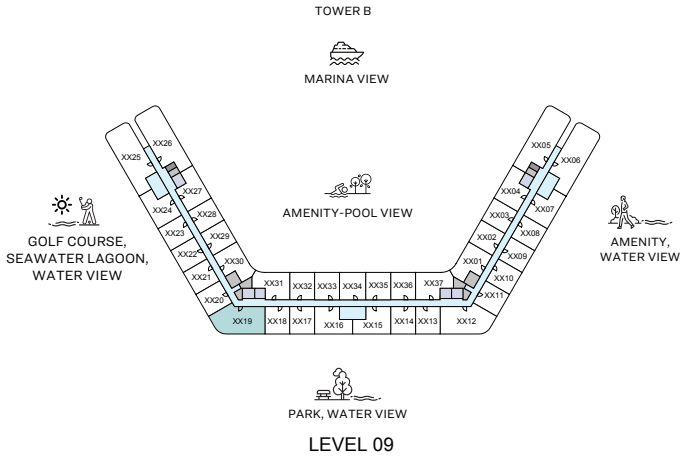 TOWER B
MARINA VIEW
XX26
XX25
XX27
XX24
XX28
XX23
XX29
XX22
XX30
XX21
XX20
XX05
XX06
XX04
XX07
XX03
XX08
XX02
XX09
XX01
XX10
XX11
AMENITY-POOL VIEW
GOLF COURSE,
SEAWATER LAGOON,
WATER VIEW
AMENITY,
WATER VIEW
XX31
XX32
XX33
XX34
XX35
XX36
XX37
XX19
XX18
XX17
XX16
XX15
XX14
XX13
XX12
PARK, WATER VIEW
LEVEL 09